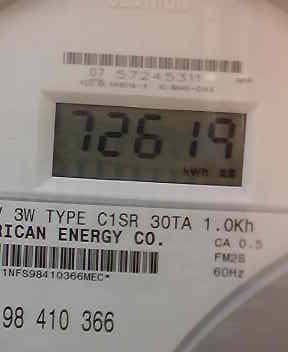 07 57245311
72619
kWh
V 3W TYPE C1SR 30TA 1.0Kh
RICAN ENERGY CO.
CA 0.5
FM2S
60Hz
1NFS98410366MEC*
98 410 366